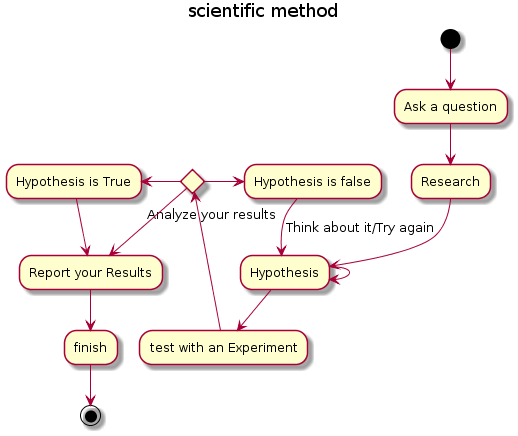 scientific method
Ask a question
Hypothesis is True
Hypothesis is false
Research
Analyze your results
Think about it/Try again
Report your Results
Hypothesis
finish
test with an Experiment